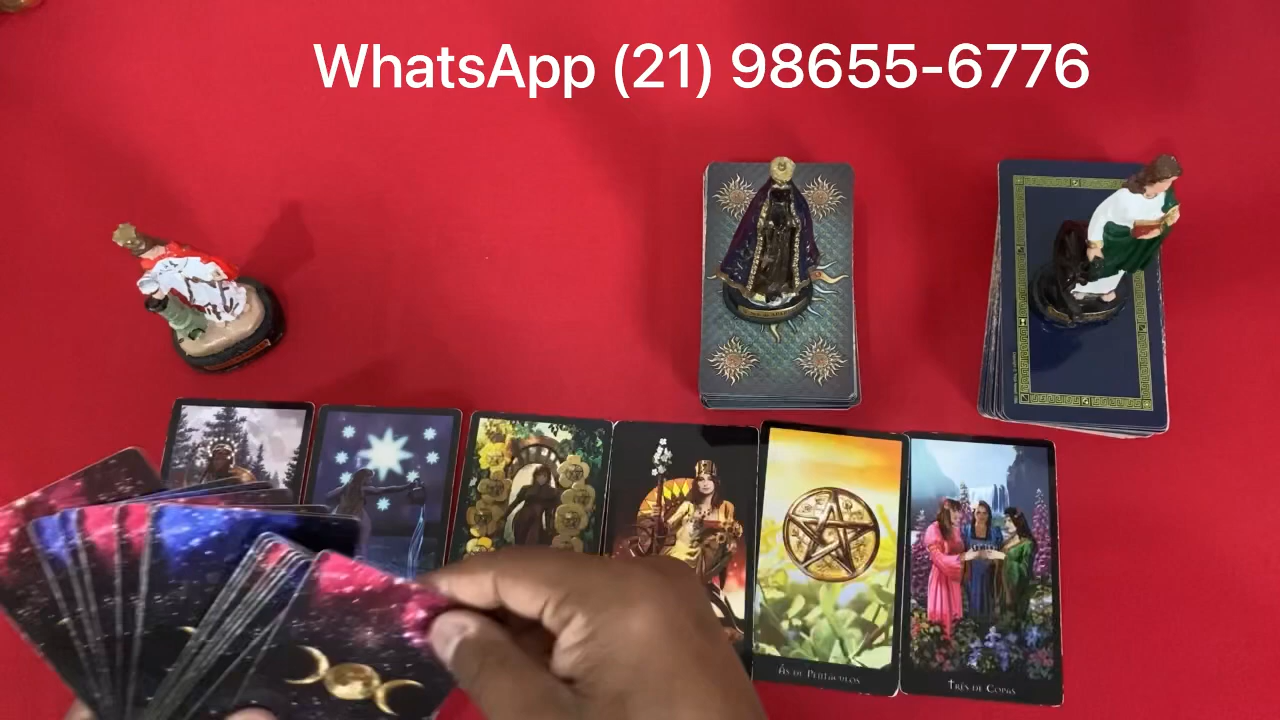 WhatsApp (21) 98655-6776
Ás de Pentáculos
Três de Copas